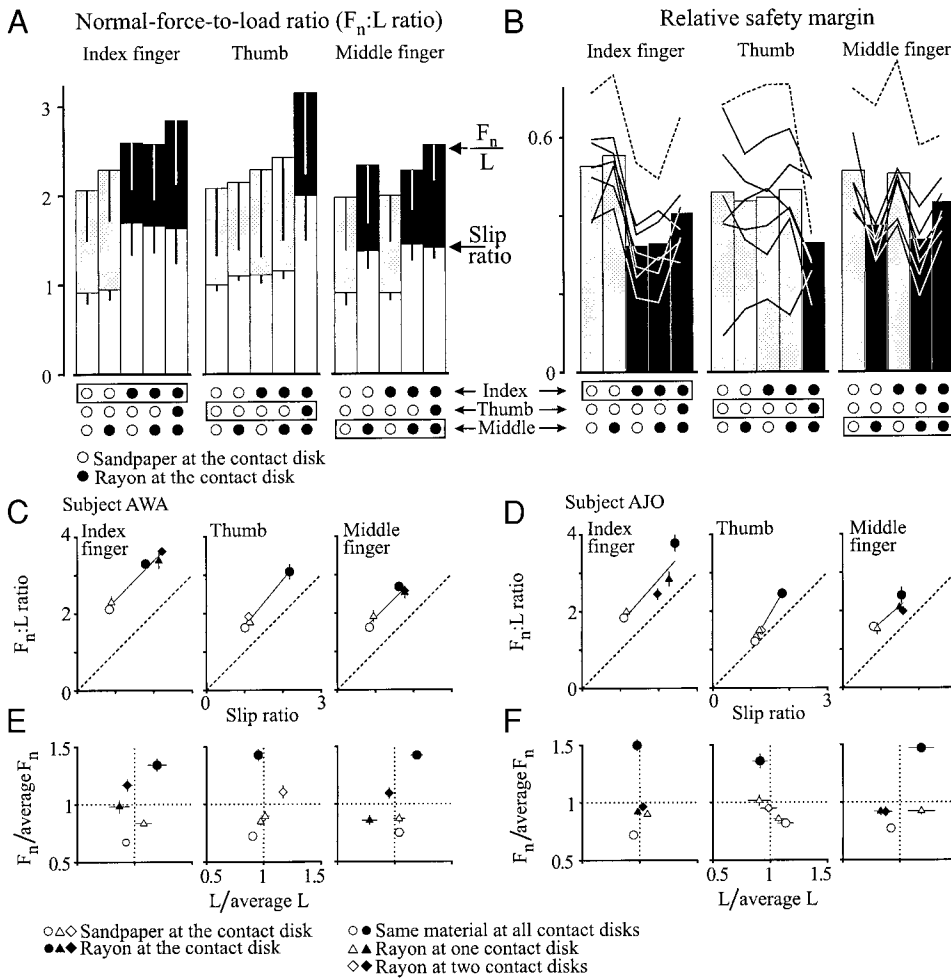 A Normal-force-to-load ratio (Fn:L ratio)
Index finger Thumb Middle finger
3
2
1
0
Fn
L
Slip
ratio
B Relative safety margin
Index finger Thumb Middle finger
0.6
0
Index
Thumb
Middle
○ Sandpaper at the contact disk
● Rayon at the contact disk
C Subject AWA
Index finger
Thumb
Middle finger
4
2
0
Fn:L ratio
0 Slip ratio 3
D Subject AJO
Index finger
Thumb
Middle finger
4
2
0
Fn:L ratio
0 Slip ratio 3
E
1.5
1
0.5
Fn/average Fn
0.5 1 1.5
L/average L
F
1.5
1
0.5
Fn/average Fn
0.5 1 1.5
L/average L
○△◇ Sandpaper at the contact disk
●▲◆ Rayon at the contact disk
○● Same material at all contact disks
△▲ Rayon at one contact disk
◇◆ Rayon at two contact disks